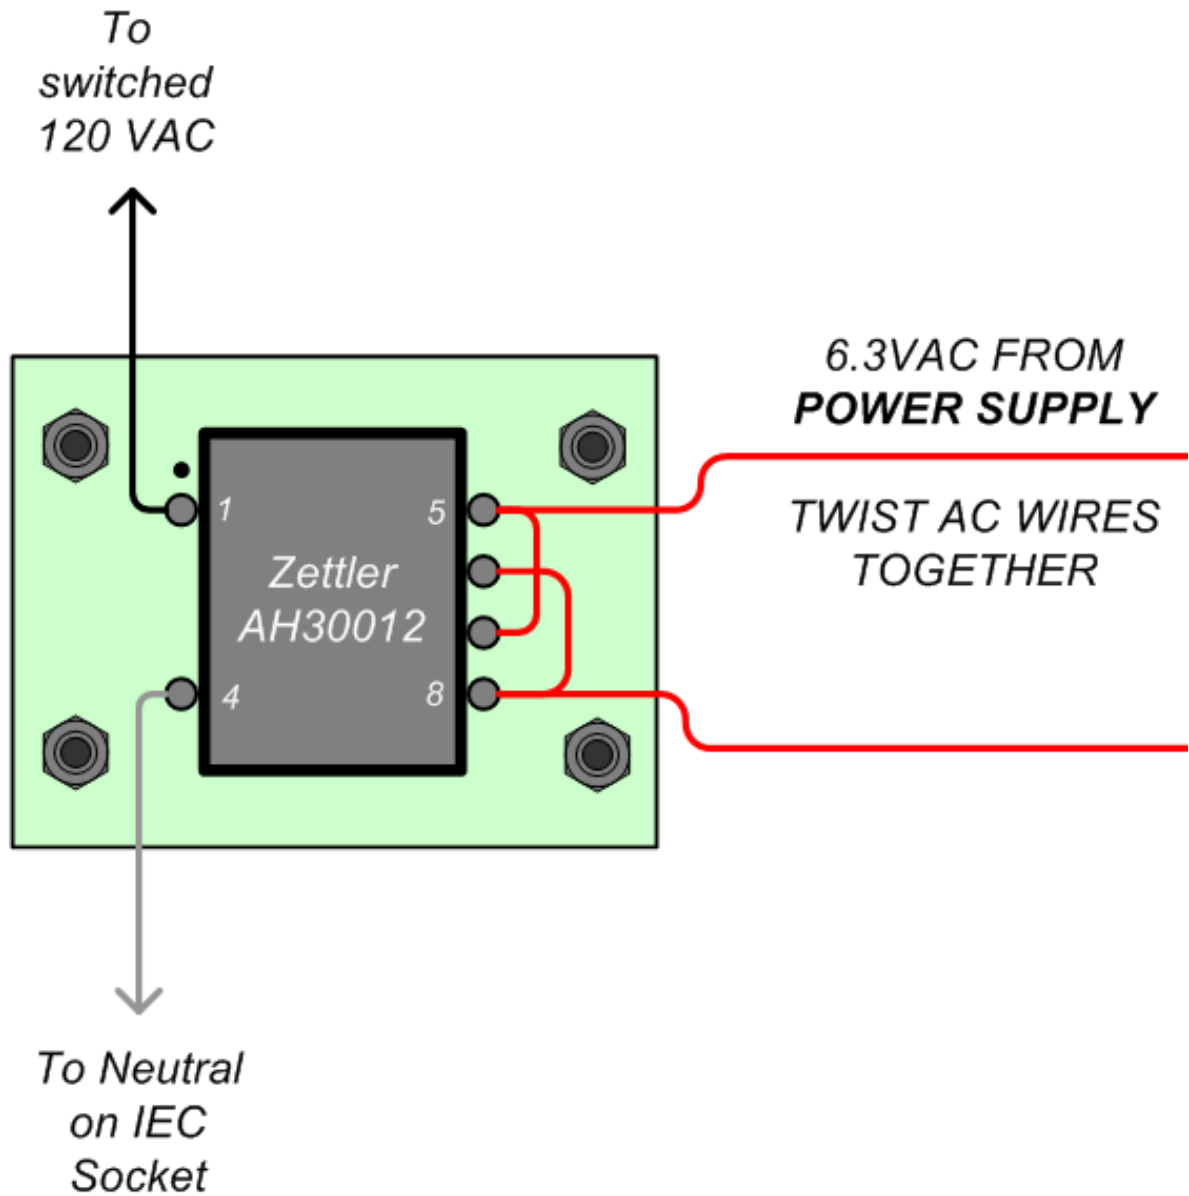 To
switched
120 VAC
6.3VAC FROM
POWER SUPPLY
TWIST AC WIRES
TOGETHER
1
5
Zettler
AH30012
4
8
To Neutral
on IEC
Socket